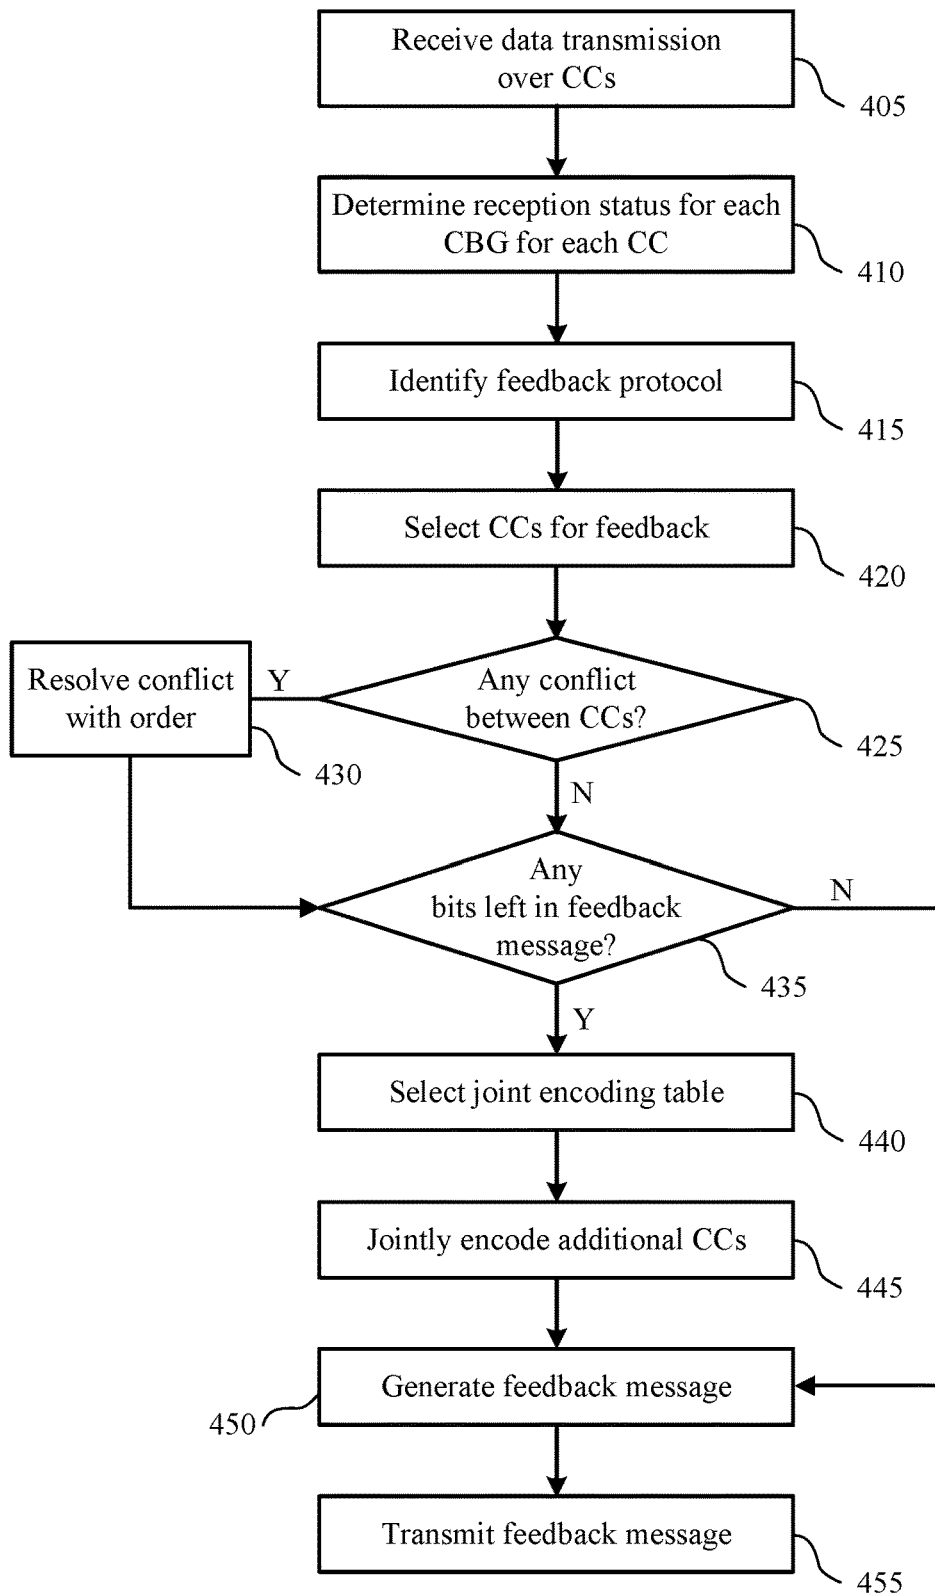 Receive data transmission
over CCs
405
Determine reception status for each
CBG for each CC
410
Identify feedback protocol
415
Select CCs for feedback
420
Resolve conflict
with order
430
Y
Any conflict
between CCs?
425
N
Any
bits left in feedback
message?
N
435
Y
Select joint encoding table
440
Jointly encode additional CCs
445
Generate feedback message
450
Transmit feedback message
455